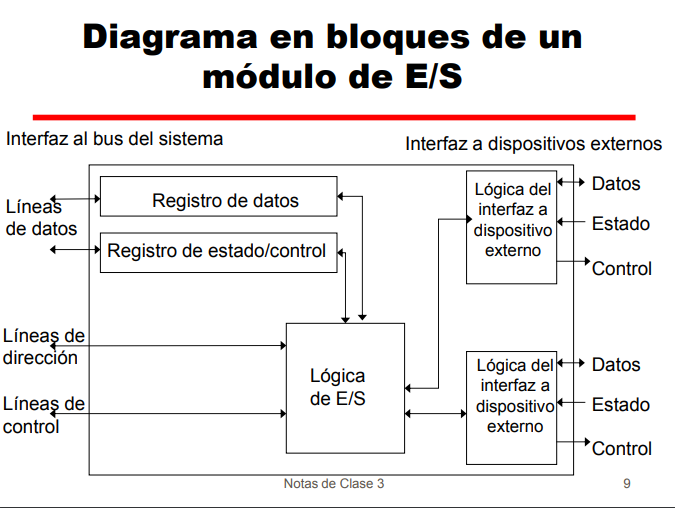 Diagrama en bloques de un
módulo de E/S
Interfaz al bus del sistema
Interfaz a dispositivos externos
Líneas
de datos
Registro de datos
Registro de estado/control
Lógica del
interfaz a
dispositivo
externo
Datos
Estado
Control
Líneas de
dirección
Líneas de
control
Lógica
de E/S
Lógica del
interfaz a
dispositivo
externo
Datos
Estado
Control
Notas de Clase 3
9